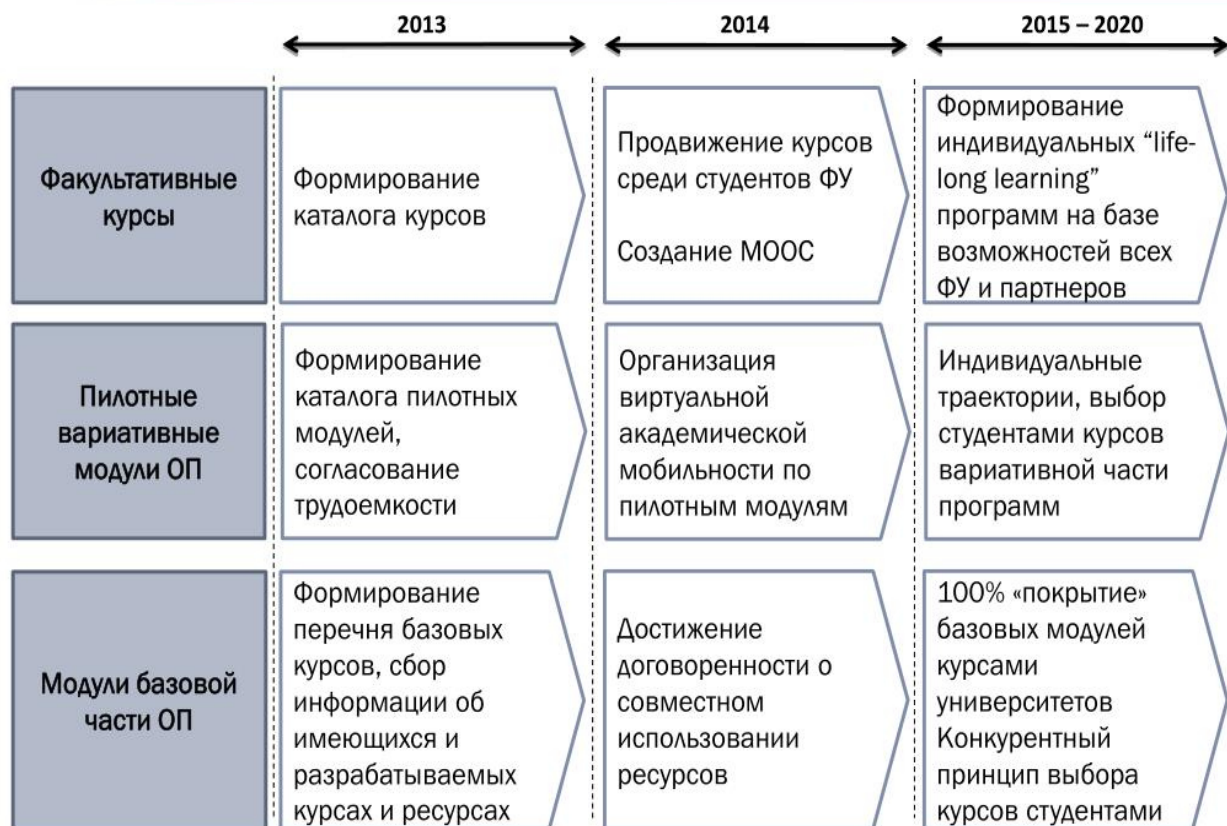 2013
2014
2015 – 2020
Факультативные
курсы
Формирование
каталога курсов
Продвижение курсов
среди студентов ФУ
Создание МООС
Формирование
индивидуальных “life-
long learning”
программ на базе
возможностей всех
ФУ и партнеров
Пилотные
вариативные
модули ОП
Формирование
каталога пилотных
модулей,
согласование
трудоемкости
Организация
виртуальной
академической
мобильности по
пилотным модулям
Индивидуальные
траектории, выбор
студентами курсов
вариативной части
программ
Модули базовой
части ОП
Формирование
перечня базовых
курсов, сбор
информации об
имеющихся и
разрабатываемых
курсах и ресурсах
Достижение
договоренности о
совместном
использовании
ресурсов
100% «покрытие»
базовых модулей
курсами
университетов
Конкурентный
принцип выбора
курсов студентами